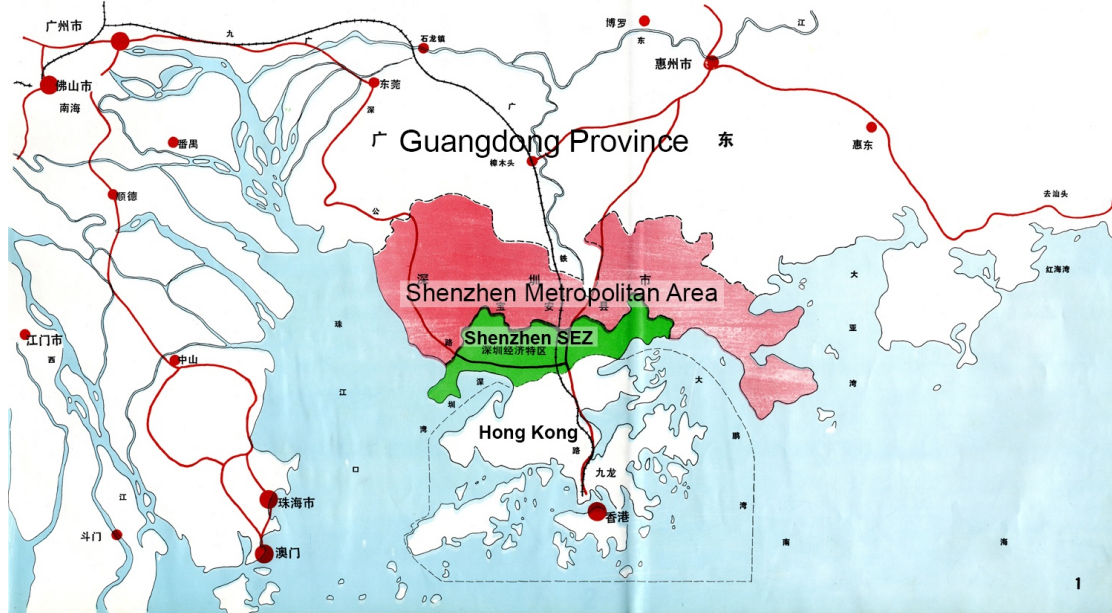 广州市
九
广
石龙镇
博罗
东
江
惠州市
佛山市
南海
东莞
深
广
番禺
广
Guangdong Province
东
惠东
樟木头
顺德
公
去汕头
铁
红海湾
大
亚
湾
深
圳
市
Shenzhen Metropolitan Area
宝
安
县
珠
江
口
江门市
西
江
路
Shenzhen SEZ
深圳经济特区
中山
深
圳
湾
大
鹏
湾
Hong Kong
路
九龙
珠海市
香港
斗门
澳门
南
海
1